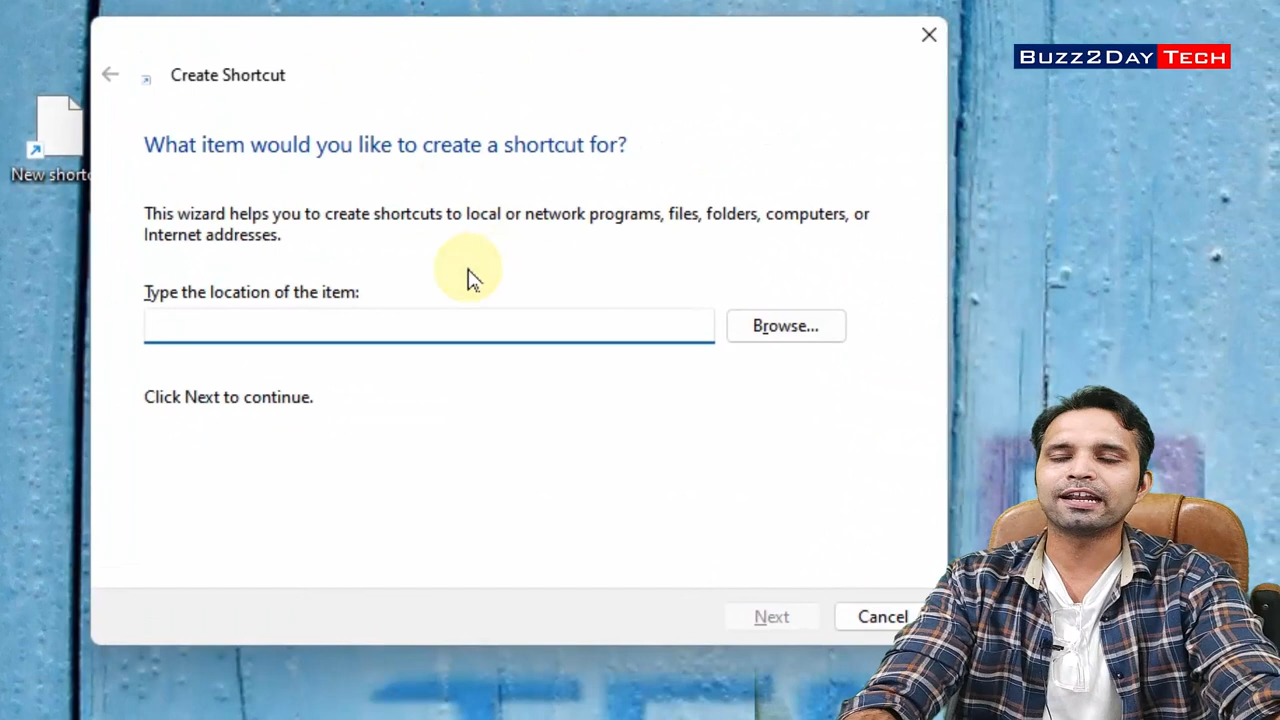 Buzz2Day Tech
Create Shortcut
What item would you like to create a shortcut for?
This wizard helps you to create shortcuts to local or network programs, files, folders, computers, or
Internet addresses.
Type the location of the item:
Browse...
Click Next to continue.
Next
Cancel
New shortc